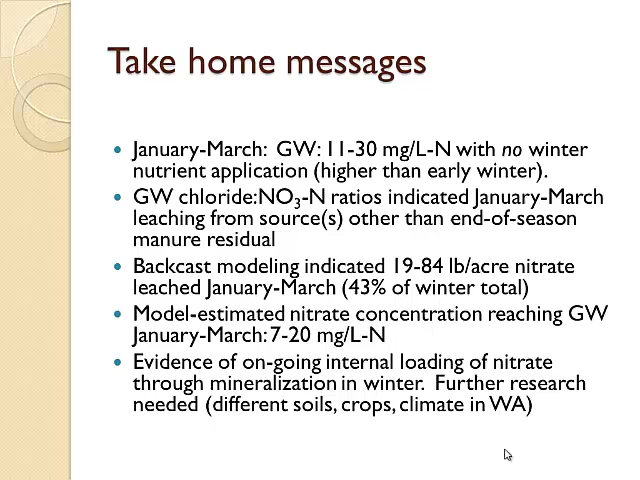 Take home messages
• January-March: GW: 11-30 mg/L-N with no winter
nutrient application (higher than early winter).
• GW chloride:NO₃-N ratios indicated January-March
leaching from source(s) other than end-of-season
manure residual
• Backcast modeling indicated 19-84 lb/acre nitrate
leached January-March (43% of winter total)
• Model-estimated nitrate concentration reaching GW
January-March: 7-20 mg/L-N
• Evidence of on-going internal loading of nitrate
through mineralization in winter. Further research
needed (different soils, crops, climate in WA)